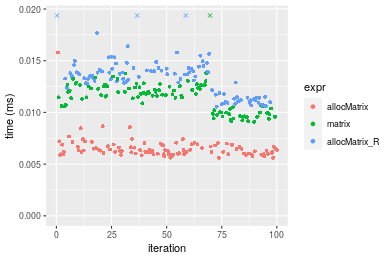 0.020
0.015
0.010
0.005
0.000
time (ms)
0
25
50
75
100
iteration
expr
allocMatrix
matrix
allocMatrix_R